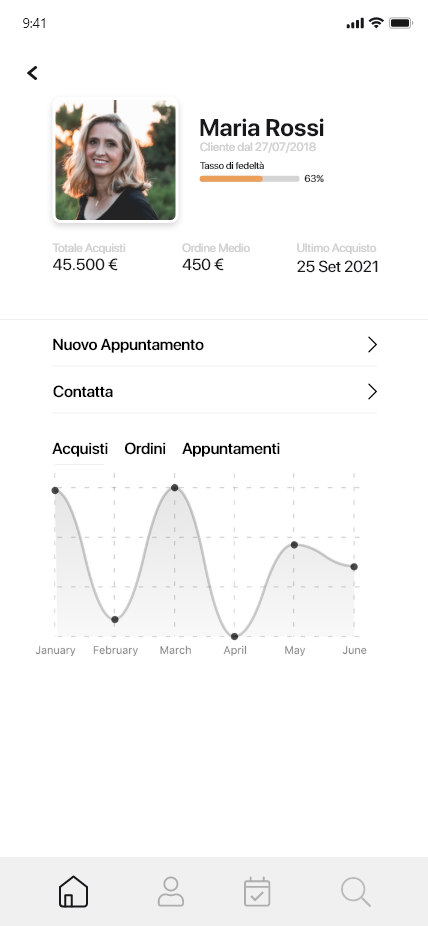 9:41
Maria Rossi
Cliente dal 27/07/2018
Tasso di fedeltà
63%
Totale Acquisti Ordine Medio Ultimo Acquisto
45.500 € 450 € 25 Set 2021
Nuovo Appuntamento
Contatta
Acquisti Ordini Appuntamenti
January February March April May June